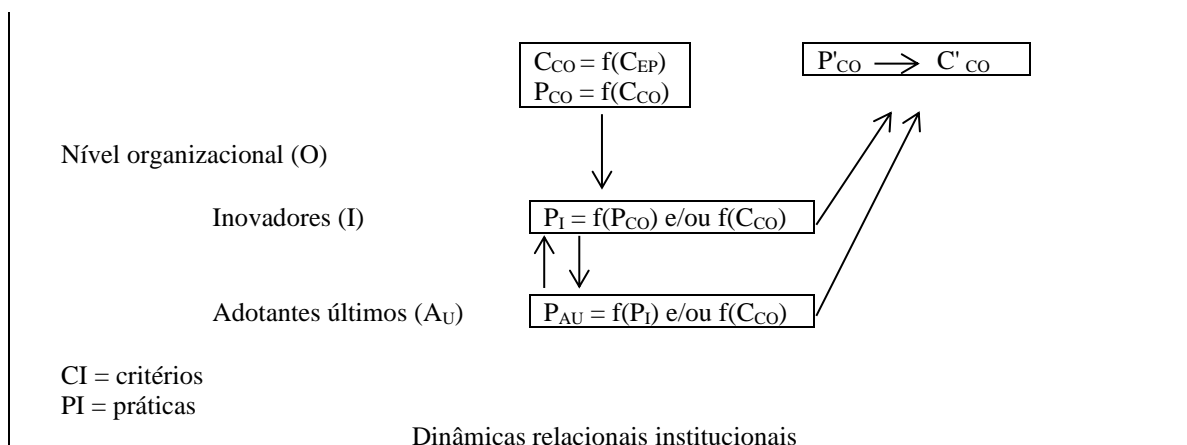 C_CO = f(C_EP)
P_CO = f(C_CO)
P'_CO → C'_CO
Nível organizacional (O)
Inovadores (I)
P_I = f(P_CO) e/ou f(C_CO)
Adotantes últimos (A_U)
P_AU = f(P_I) e/ou f(C_CO)
CI = critérios
PI = práticas
Dinâmicas relacionais institucionais